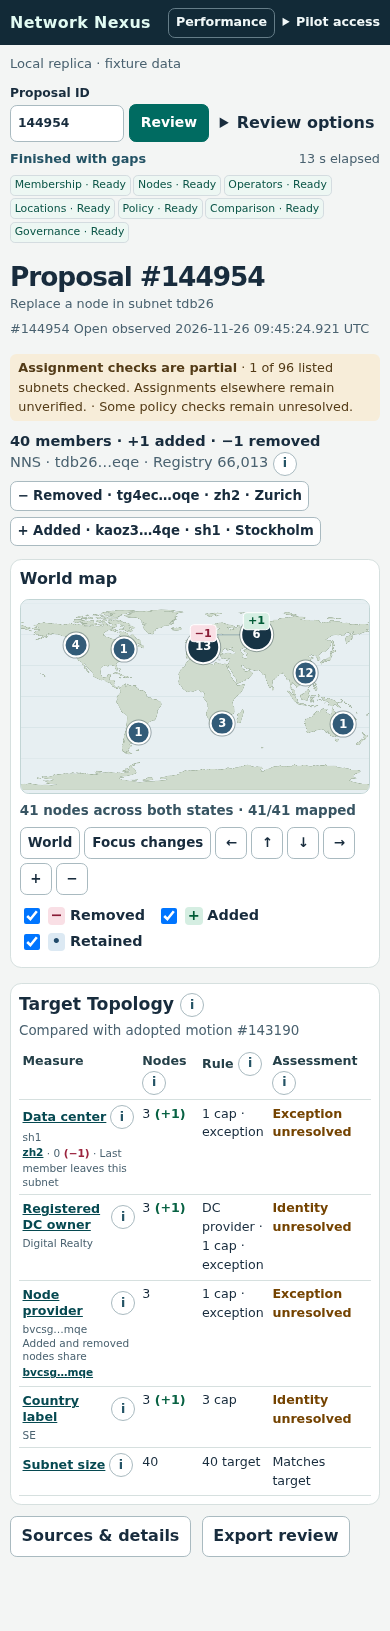 Network Nexus Performance ▶ Pilot access
Local replica · fixture data
Proposal ID
144954 Review ▶ Review options
Finished with gaps 13 s elapsed
Membership · Ready Nodes · Ready Operators · Ready
Locations · Ready Policy · Ready Comparison · Ready
Governance · Ready
Proposal #144954
Replace a node in subnet tdb26
#144954 Open observed 2026-11-26 09:45:24.921 UTC
Assignment checks are partial · 1 of 96 listed
subnets checked. Assignments elsewhere remain
unverified. · Some policy checks remain unresolved.
40 members · +1 added · −1 removed
NNS · tdb26…eqe · Registry 66,013 i
− Removed · tg4ec…oqe · zh2 · Zurich
+ Added · kaoz3…4qe · sh1 · Stockholm
World map
4 1 −1 13 +1 6 12
1 3 1
41 nodes across both states · 41/41 mapped
World Focus changes ← ↑ ↓ →
+ −
− Removed + Added
• Retained
Target Topology i
Compared with adopted motion #143190
Measure Nodes i Rule i Assessment i
Data center i 3 (+1) 1 cap · exception Exception unresolved
sh1
zh2 · 0 (−1) · Last
member leaves this
subnet
Registered DC owner i 3 (+1) DC provider · 1 cap · exception Identity unresolved
Digital Realty
Node provider i 3 1 cap · exception Exception unresolved
bvcsg…mqe
Added and removed
nodes share
bvcsg…mqe
Country label i 3 (+1) 3 cap Identity unresolved
SE
Subnet size i 40 40 target Matches target
Sources & details Export review